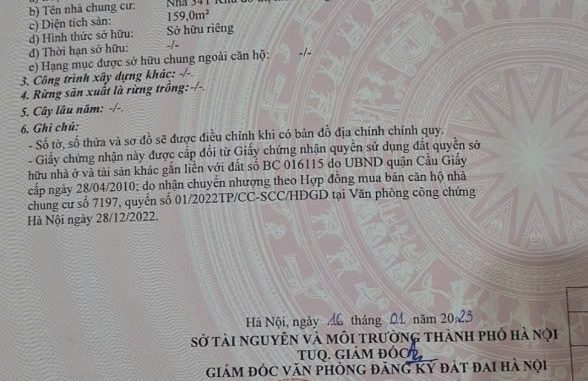 b) Tên nhà chung cư: Nhà 34T Khu đô thị
c) Diện tích sàn: 159,0m²
d) Hình thức sở hữu: Sở hữu riêng
đ) Thời hạn sở hữu: -/-
e) Hạng mục được sở hữu chung ngoài căn hộ: -/-
3. Công trình xây dựng khác: -/-
4. Rừng sản xuất là rừng trồng: -/-
5. Cây lâu năm: -/-
6. Ghi chú:
- Số tờ, số thửa và sơ đồ sẽ được điều chỉnh khi có bản đồ địa chính chính quy.
- Giấy chứng nhận này được cấp đổi từ Giấy chứng nhận quyền sử dụng đất quyền sở
hữu nhà ở và tài sản khác gắn liền với đất số BC 016115 do UBND quận Cầu Giấy
cấp ngày 28/04/2010; do nhận chuyển nhượng theo Hợp đồng mua bán căn hộ nhà
chung cư số 7197, quyển số 01/2022TP/CC-SCC/HĐGD tại Văn phòng công chứng
Hà Nội ngày 28/12/2022.
Hà Nội, ngày 16 tháng 01 năm 2023
SỞ TÀI NGUYÊN VÀ MÔI TRƯỜNG THÀNH PHỐ HÀ NỘI
TUQ. GIÁM ĐỐC
GIÁM ĐỐC VĂN PHÒNG ĐĂNG KÝ ĐẤT ĐAI HÀ NỘI